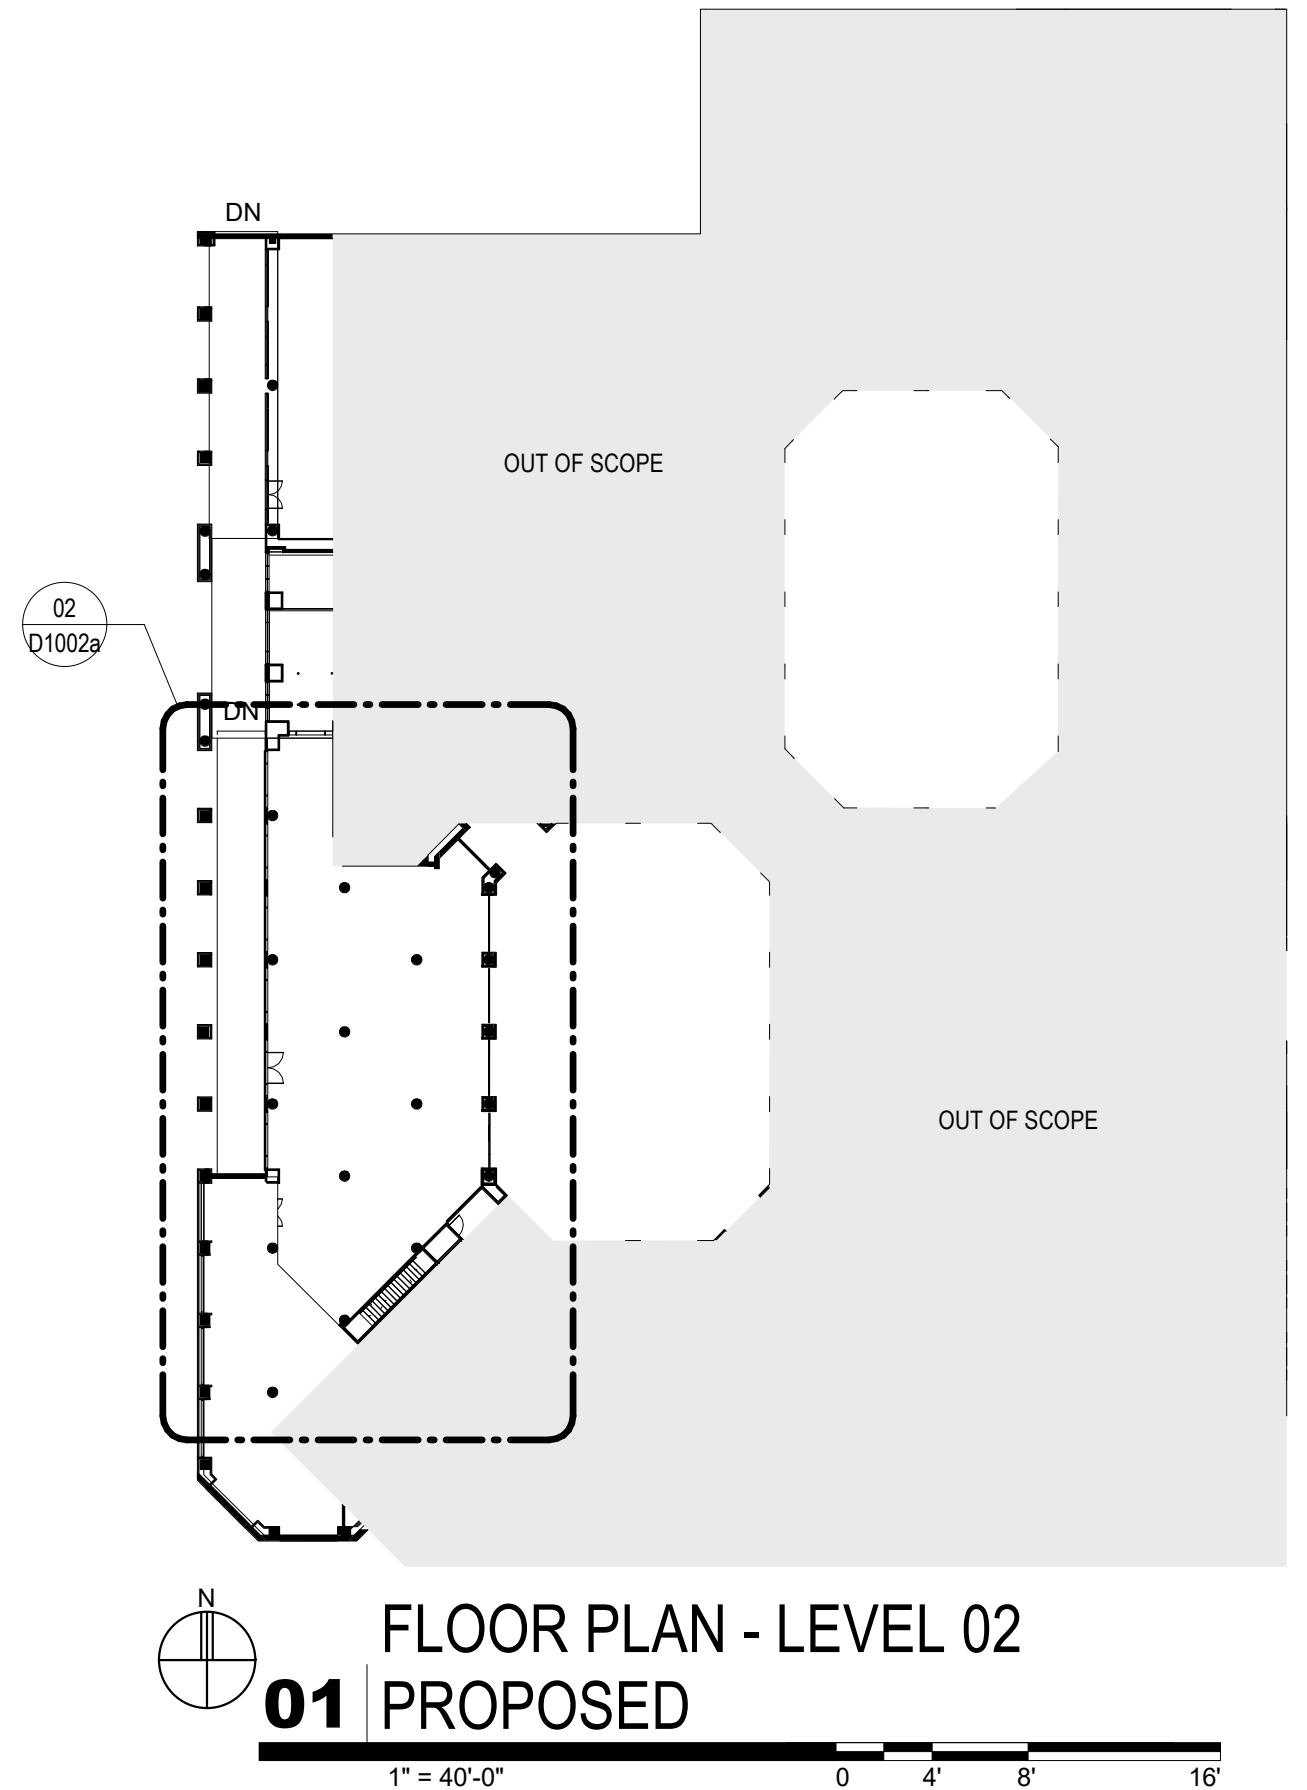 DN
OUT OF SCOPE
02
D1002a
DN
OUT OF SCOPE
N
FLOOR PLAN - LEVEL 02
01 PROPOSED
1" = 40'-0" 0 4' 8' 16'